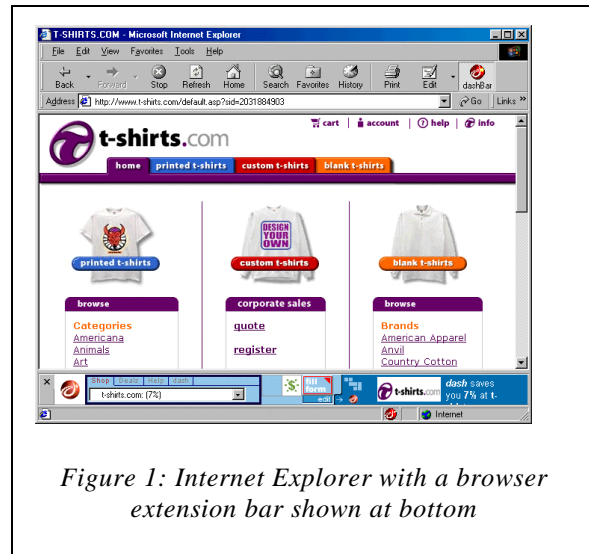 T-SHIRTS.COM - Microsoft Internet Explorer
File Edit View Favorites Tools Help
Back Forward Stop Refresh Home Search Favorites History Print Edit dashBar
Address http://www.t-shirts.com/default.asp?sid=2031884903 Go Links »
cart | account | help | info
t-shirts.com
home printed t-shirts custom t-shirts blank t-shirts
DESIGN
YOUR
OWN
printed t-shirts custom t-shirts blank t-shirts
browse corporate sales browse
Categories quote Brands
Americana American Apparel
Animals register Anvil
Art Country Cotton
Shop Deals Help dash
t-shirts.com: (7%)
$ fill
form
edit
t-shirts.com
dash saves
you 7% at t-
Internet
Figure 1: Internet Explorer with a browser
extension bar shown at bottom